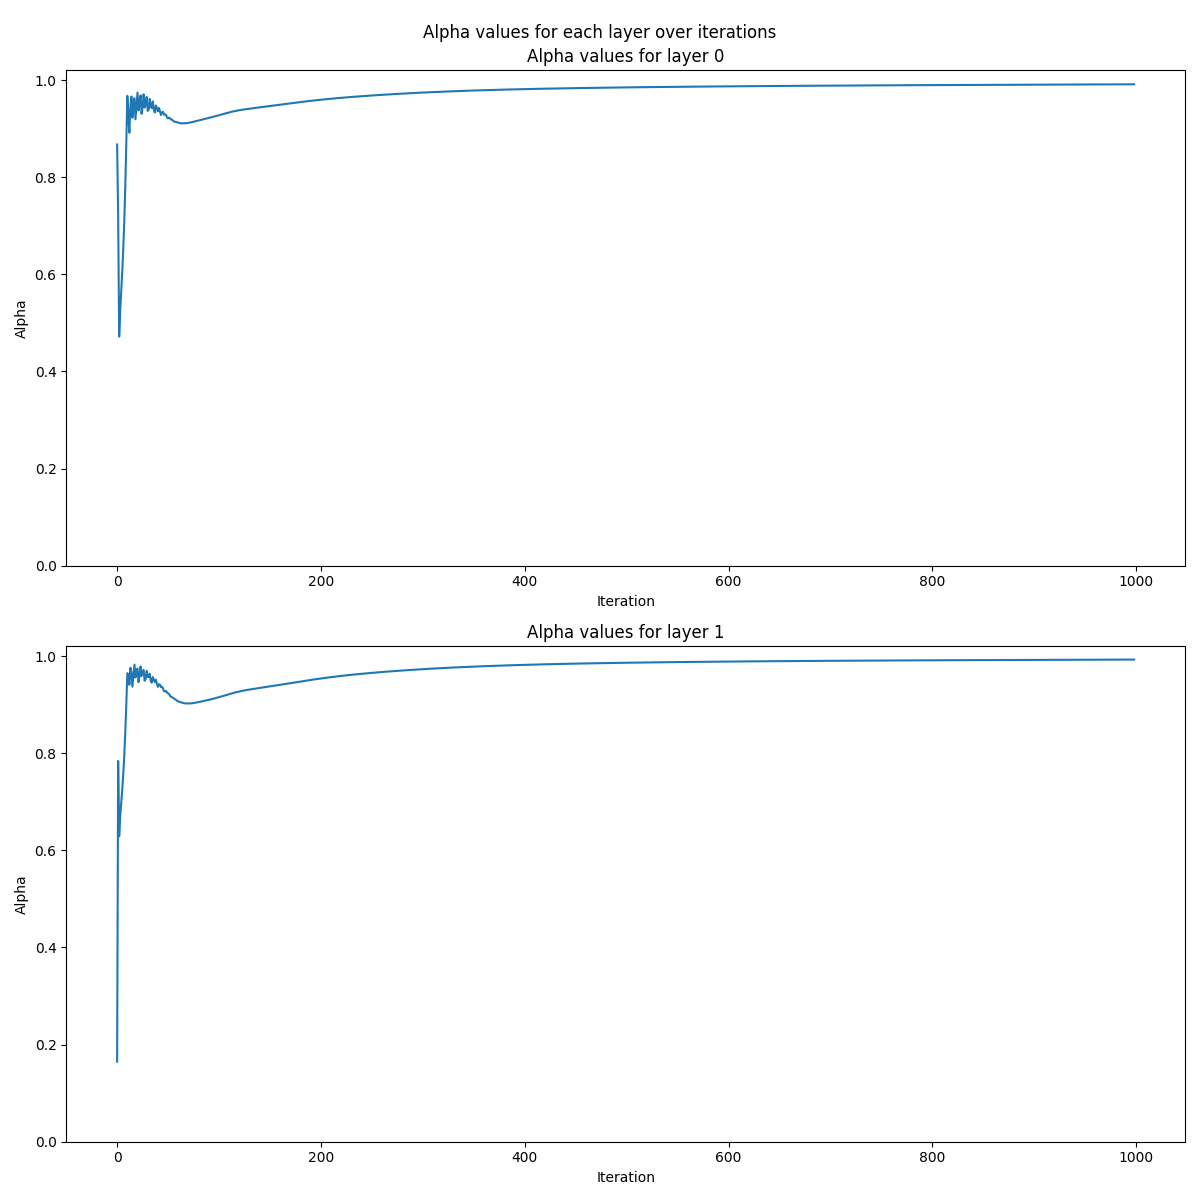 Alpha values for each layer over iterations
Alpha values for layer 0
1.0
0.8
0.6
0.4
0.2
0.0
Alpha
0 200 400 600 800 1000
Iteration
Alpha values for layer 1
1.0
0.8
0.6
0.4
0.2
0.0
Alpha
0 200 400 600 800 1000
Iteration